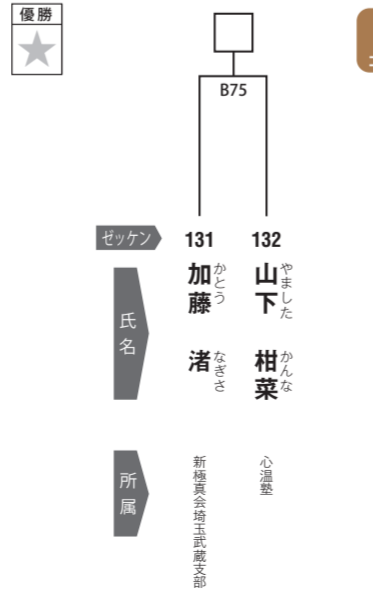 優勝
B75
ゼッケン
131
132
氏名
加藤 渚
かとう なぎさ
山下 柑菜
やました かんな
所属
新極真会埼玉武蔵支部
心温塾